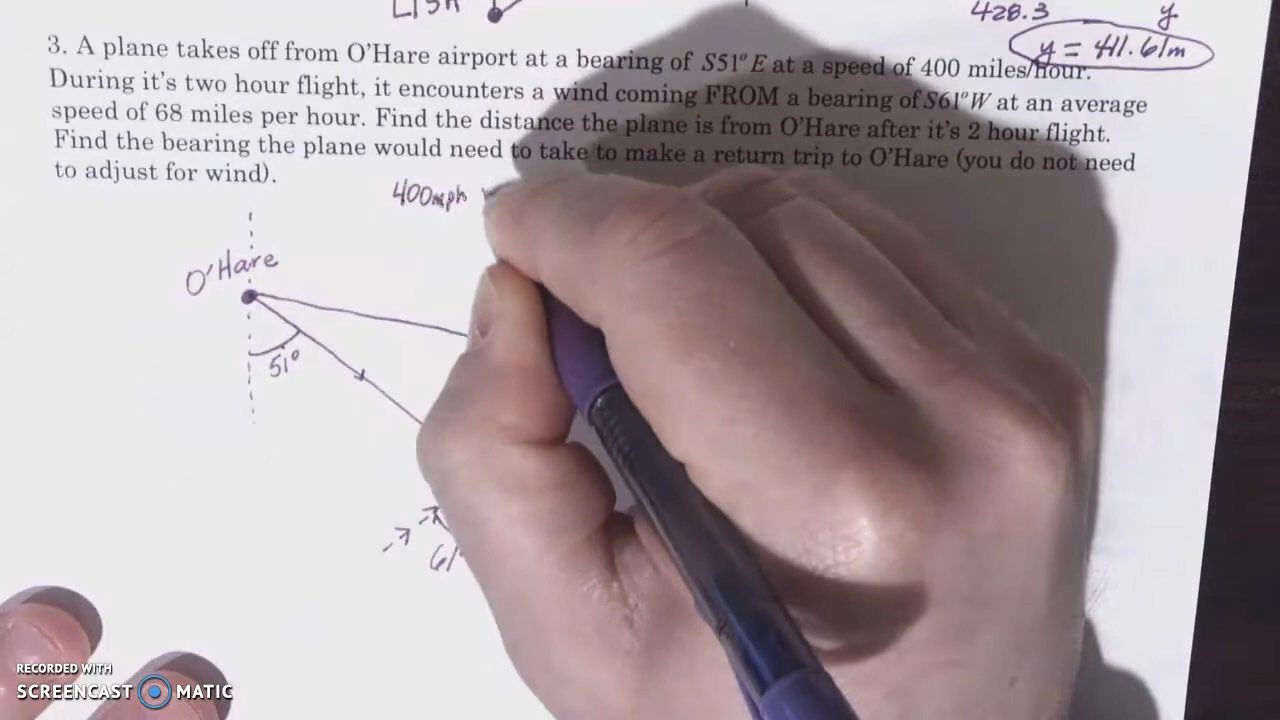 LISA
428.3 y
y = 411.61m
3. A plane takes off from O'Hare airport at a bearing of S51°E at a speed of 400 miles/hour.
During it's two hour flight, it encounters a wind coming FROM a bearing of S61°W at an average
speed of 68 miles per hour. Find the distance the plane is from O'Hare after it's 2 hour flight.
Find the bearing the plane would need to take to make a return trip to O'Hare (you do not need
to adjust for wind).
400mph
O'Hare
51°
61°
RECORDED WITH
SCREENCAST MATIC